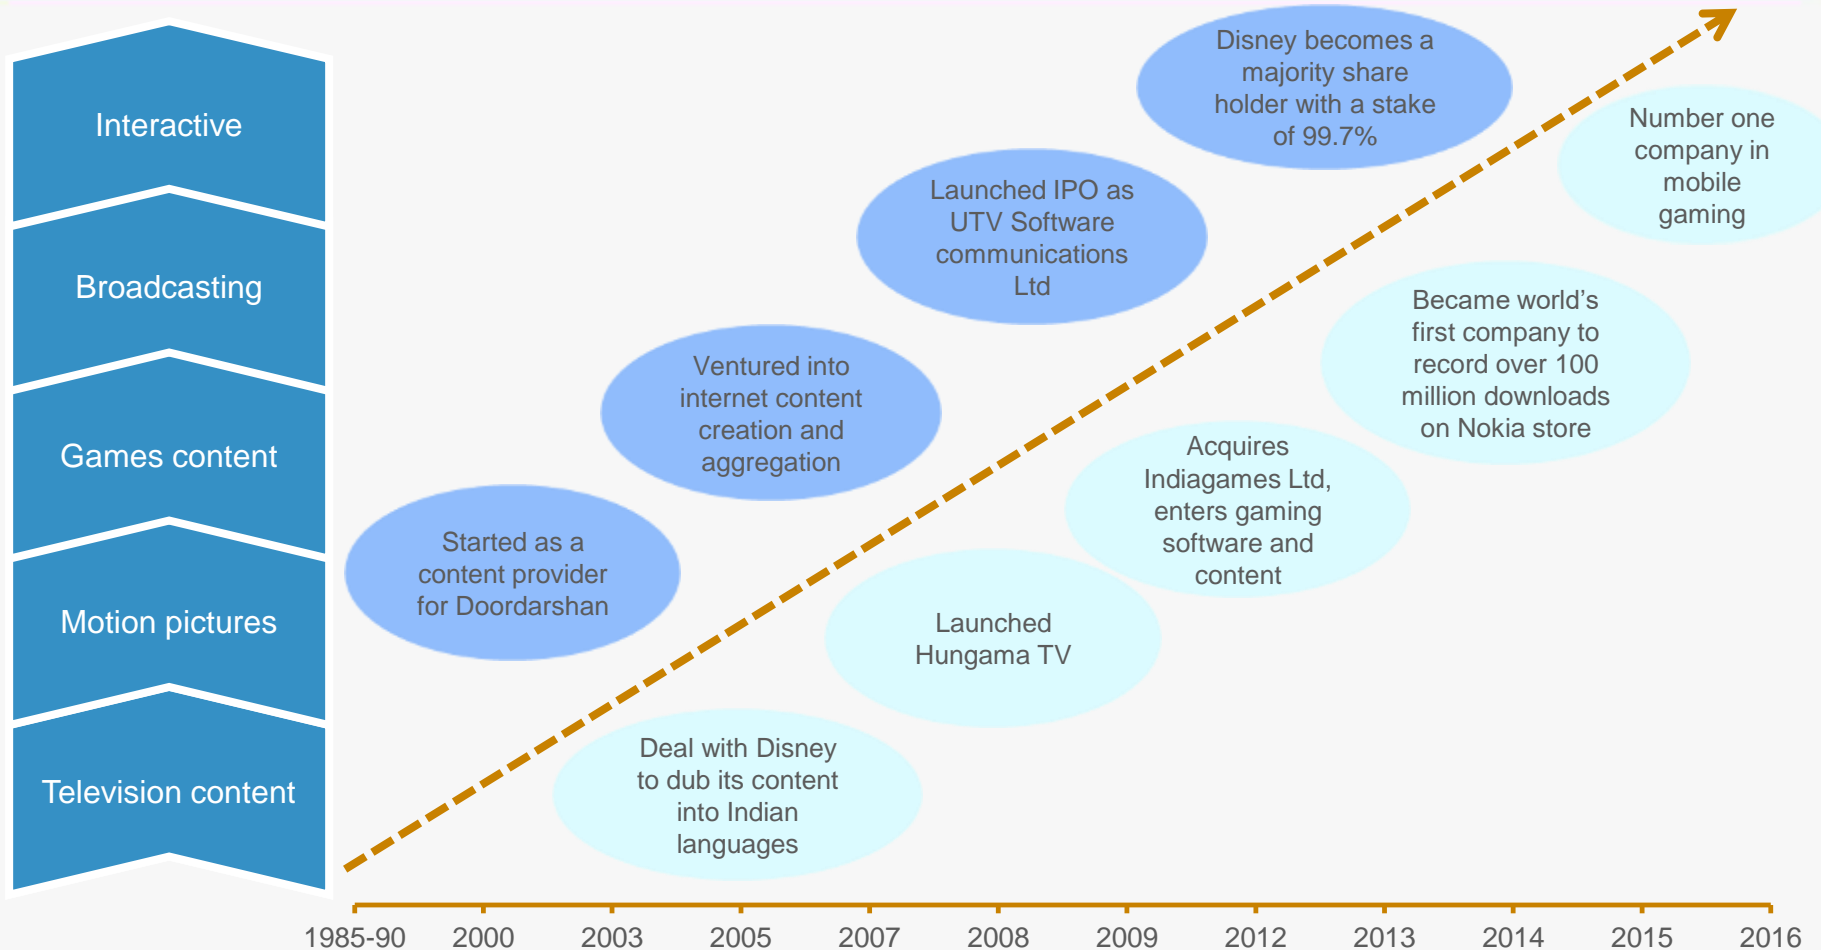 Interactive
Broadcasting
Games content
Motion pictures
Television content
Started as a
content provider
for Doordarshan
Ventured into
internet content
creation and
aggregation
Launched IPO as
UTV Software
communications
Ltd
Disney becomes a
majority share
holder with a stake
of 99.7%
Deal with Disney
to dub its content
into Indian
languages
Launched
Hungama TV
Acquires
Indiagames Ltd,
enters gaming
software and
content
Became world’s
first company to
record over 100
million downloads
on Nokia store
Number one
company in
mobile
gaming
1985-90 2000 2003 2005 2007 2008 2009 2012 2013 2014 2015 2016